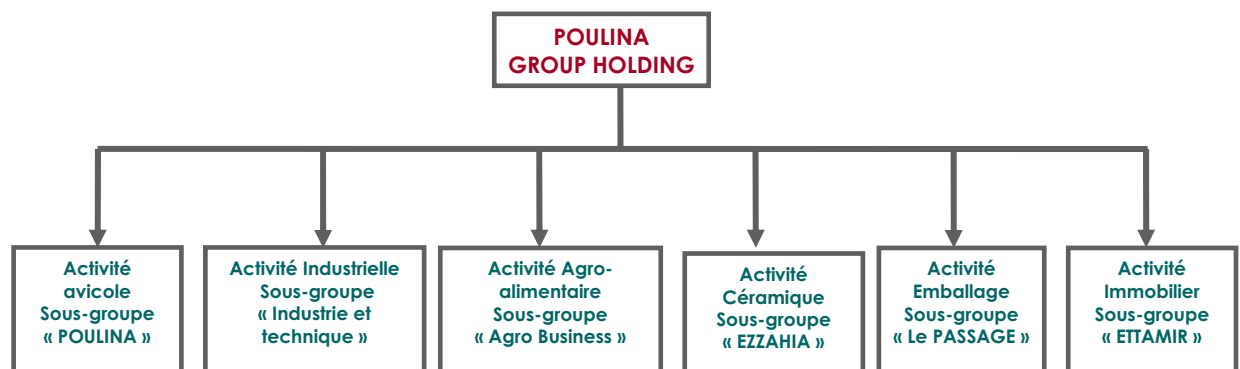 POULINA
GROUP HOLDING
Activité
avicole
Sous-groupe
« POULINA »
Activité Industrielle
Sous-groupe
« Industrie et
technique »
Activité Agro-
alimentaire
Sous-groupe
« Agro Business »
Activité
Céramique
Sous-groupe
« EZZAHIA »
Activité
Emballage
Sous-groupe
« Le PASSAGE »
Activité
Immobilier
Sous-groupe
« ETTAMIR »